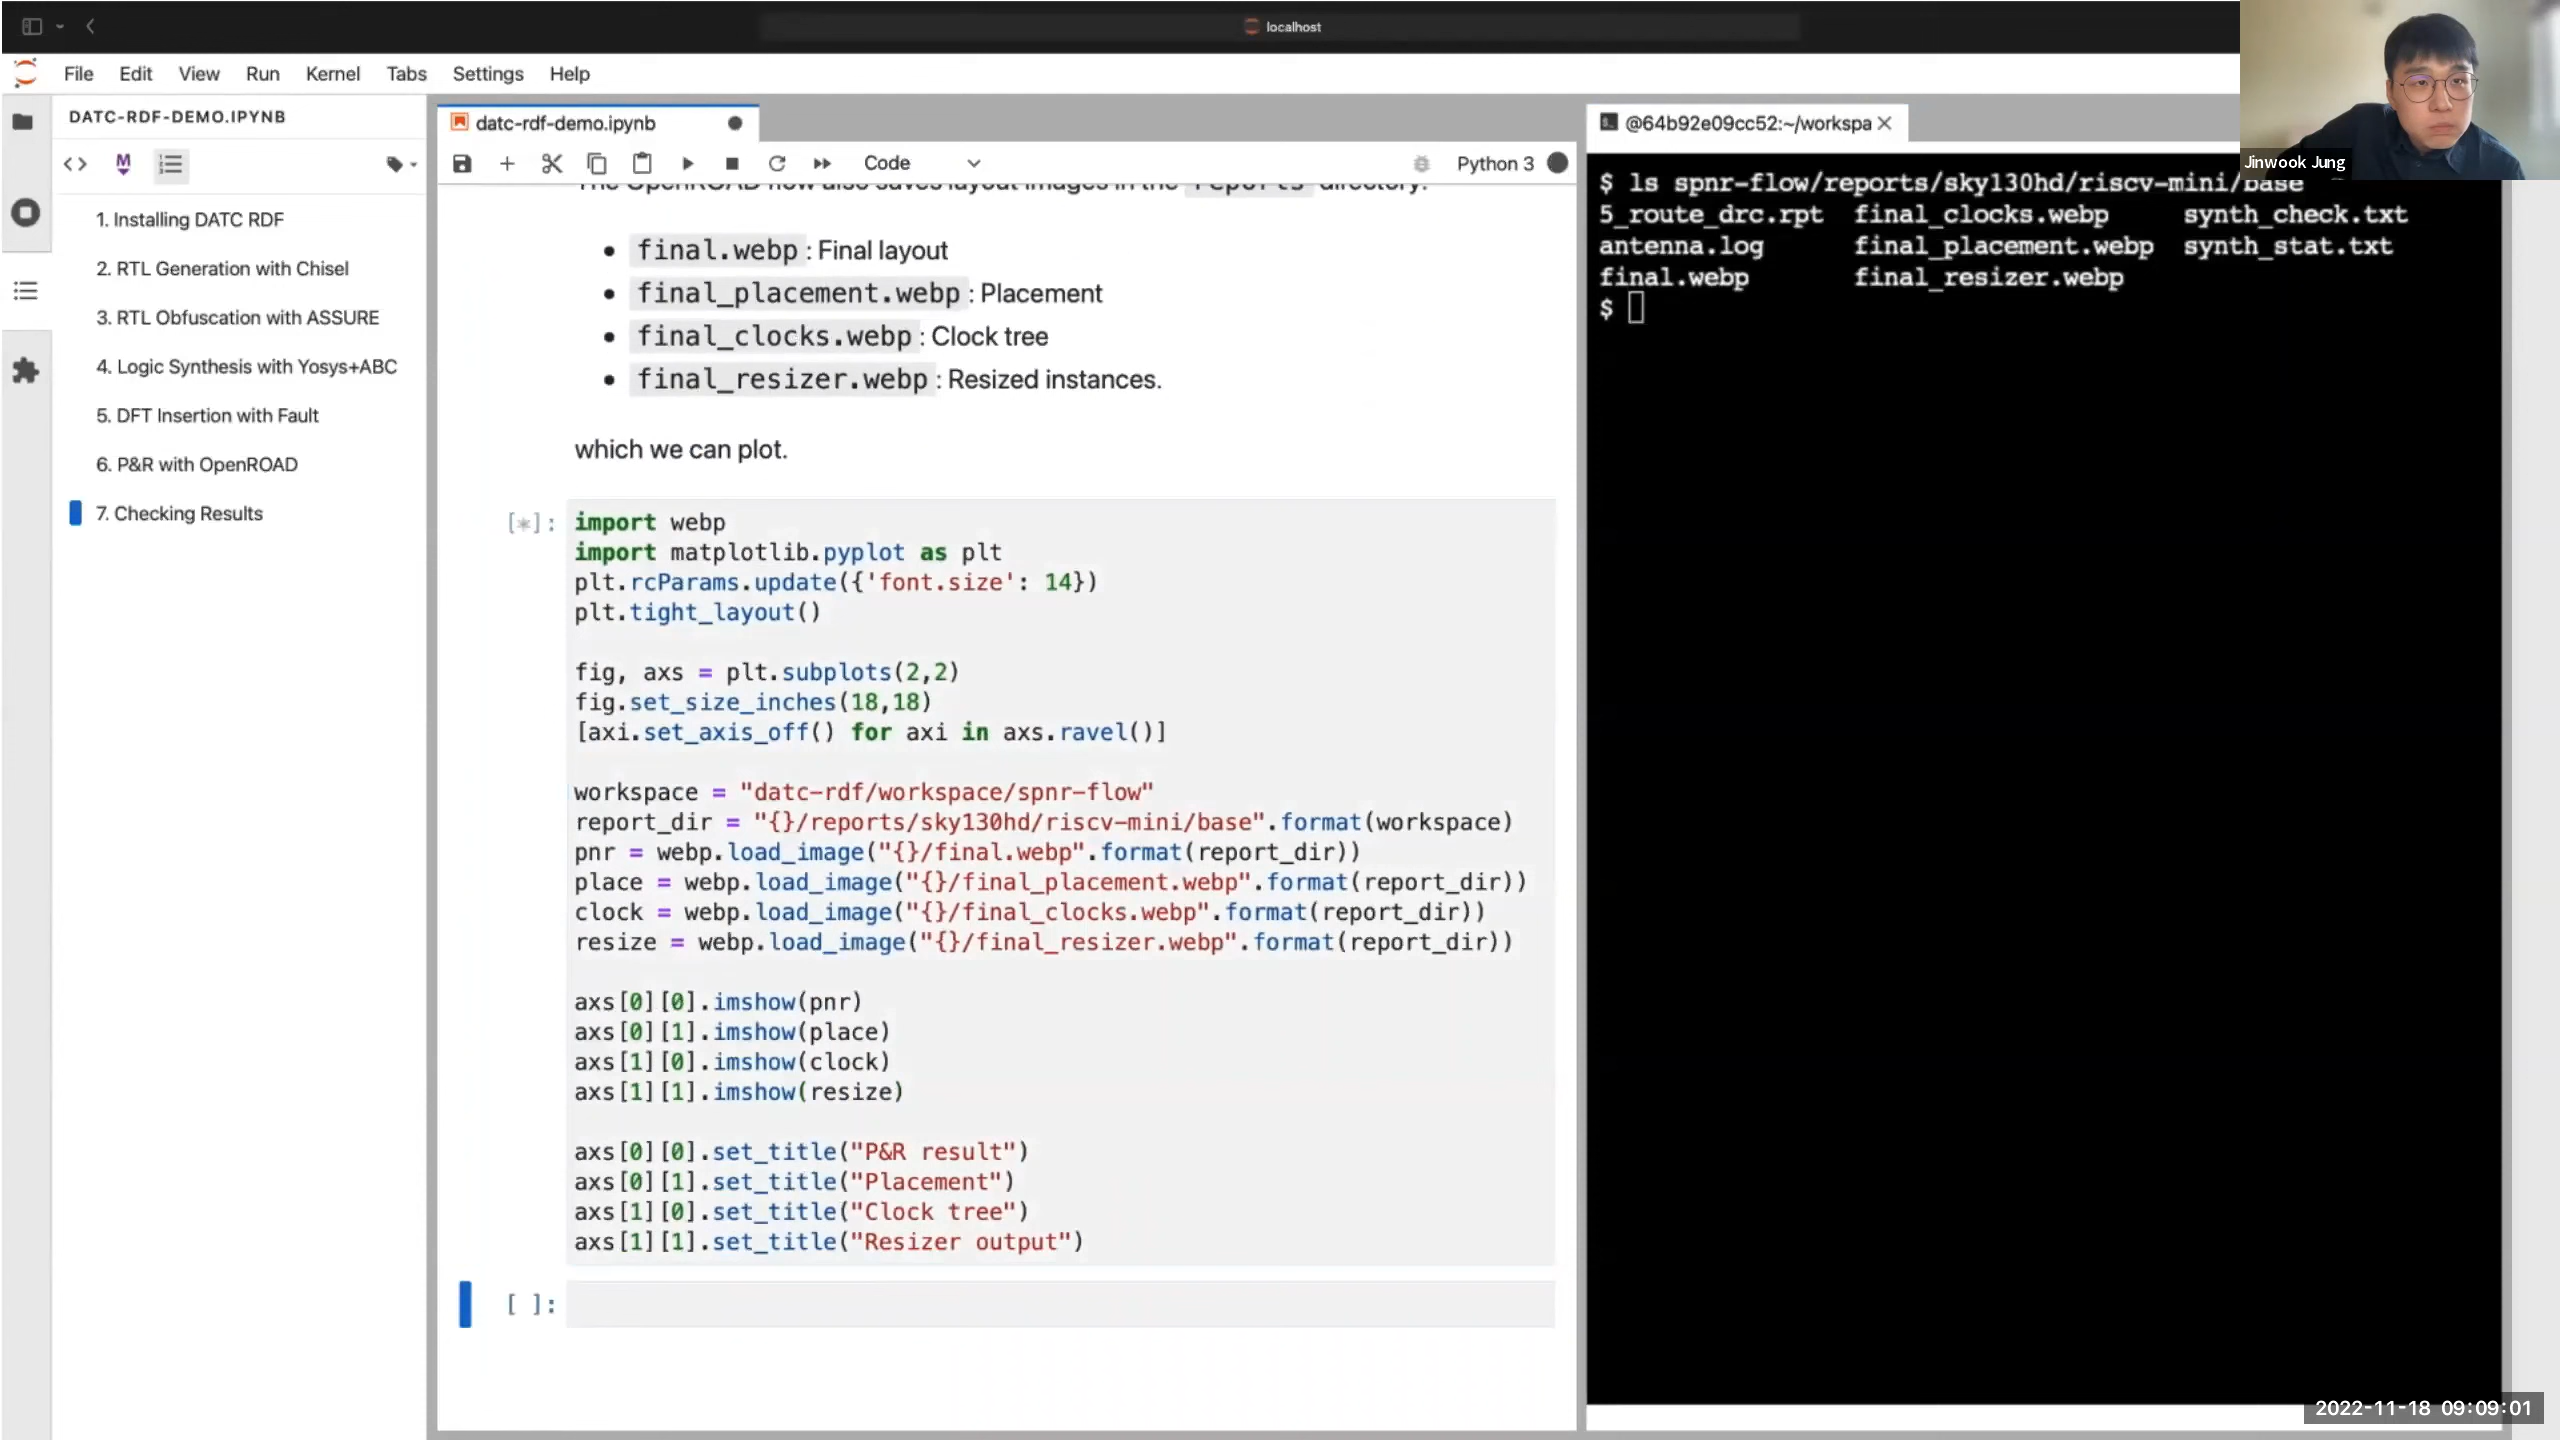 localhost
File Edit View Run Kernel Tabs Settings Help
DATC-RDF-DEMO.IPYNB
1. Installing DATC RDF
2. RTL Generation with Chisel
3. RTL Obfuscation with ASSURE
4. Logic Synthesis with Yosys+ABC
5. DFT Insertion with Fault
6. P&R with OpenROAD
7. Checking Results
datc-rdf-demo.ipynb
Code
Python 3
The OpenROAD now also saves layout images in the reports directory:
• final.webp : Final layout
• final_placement.webp : Placement
• final_clocks.webp : Clock tree
• final_resizer.webp : Resized instances.
which we can plot.
[*]:
import webp
import matplotlib.pyplot as plt
plt.rcParams.update({'font.size': 14})
plt.tight_layout()
fig, axs = plt.subplots(2,2)
fig.set_size_inches(18,18)
[axi.set_axis_off() for axi in axs.ravel()]
workspace = "datc-rdf/workspace/spnr-flow"
report_dir = "{}/reports/sky130hd/riscv-mini/base".format(workspace)
pnr = webp.load_image("{}/final.webp".format(report_dir))
place = webp.load_image("{}/final_placement.webp".format(report_dir))
clock = webp.load_image("{}/final_clocks.webp".format(report_dir))
resize = webp.load_image("{}/final_resizer.webp".format(report_dir))
axs[0][0].imshow(pnr)
axs[0][1].imshow(place)
axs[1][0].imshow(clock)
axs[1][1].imshow(resize)
axs[0][0].set_title("P&R result")
axs[0][1].set_title("Placement")
axs[1][0].set_title("Clock tree")
axs[1][1].set_title("Resizer output")
[ ]:
@64b92e09cc52:~/workspa
$ ls spnr-flow/reports/sky130hd/riscv-mini/base
5_route_drc.rpt final_clocks.webp synth_check.txt
antenna.log final_placement.webp synth_stat.txt
final.webp final_resizer.webp
$
Jinwook Jung
2022-11-18 09:09:01